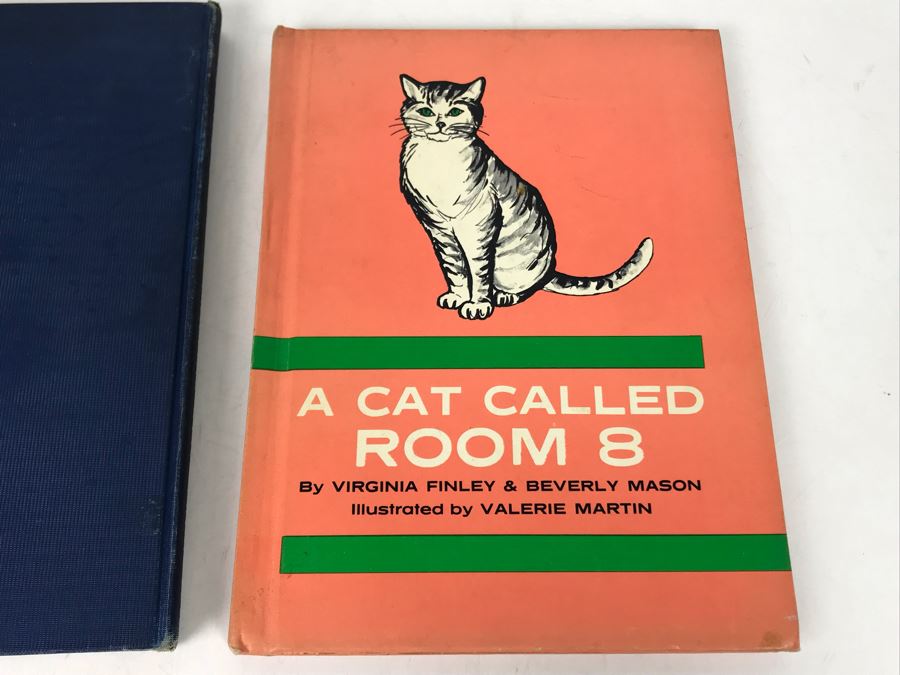 A CAT CALLED
ROOM 8
By VIRGINIA FINLEY & BEVERLY MASON
Illustrated by VALERIE MARTIN